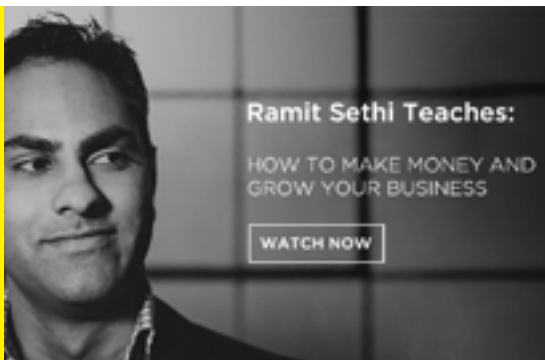 Ramit Sethi Teaches:
HOW TO MAKE MONEY AND
GROW YOUR BUSINESS
WATCH NOW